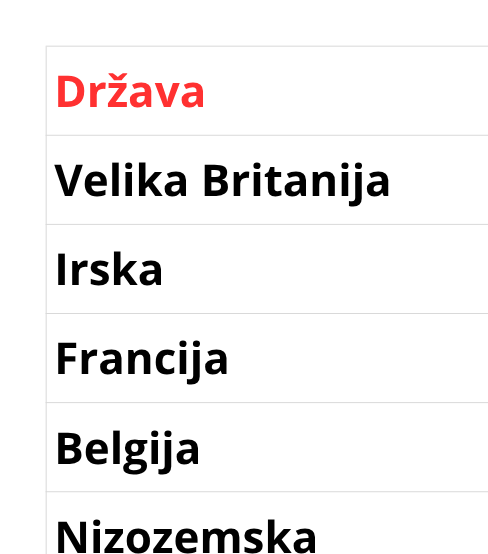 Država
Velika Britanija
Irska
Francija
Belgija
Nizozemska